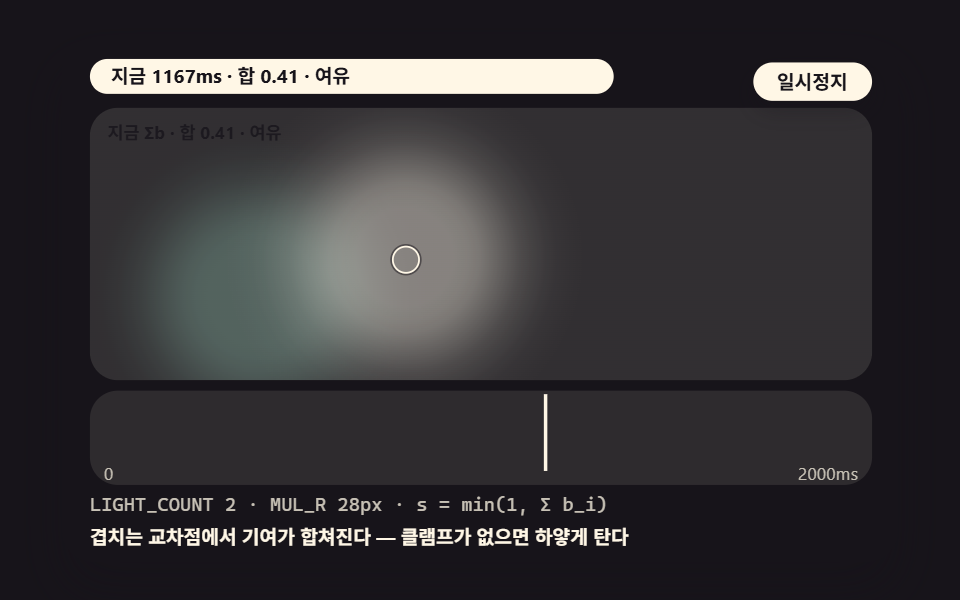 지금 1167ms · 합 0.41 · 여유
일시정지
지금 Σb · 합 0.41 · 여유
0
2000ms
LIGHT_COUNT 2 · MUL_R 28px · s = min(1, Σ b_i)
겹치는 교차점에서 기여가 합쳐진다 — 클램프가 없으면 하얗게 탄다